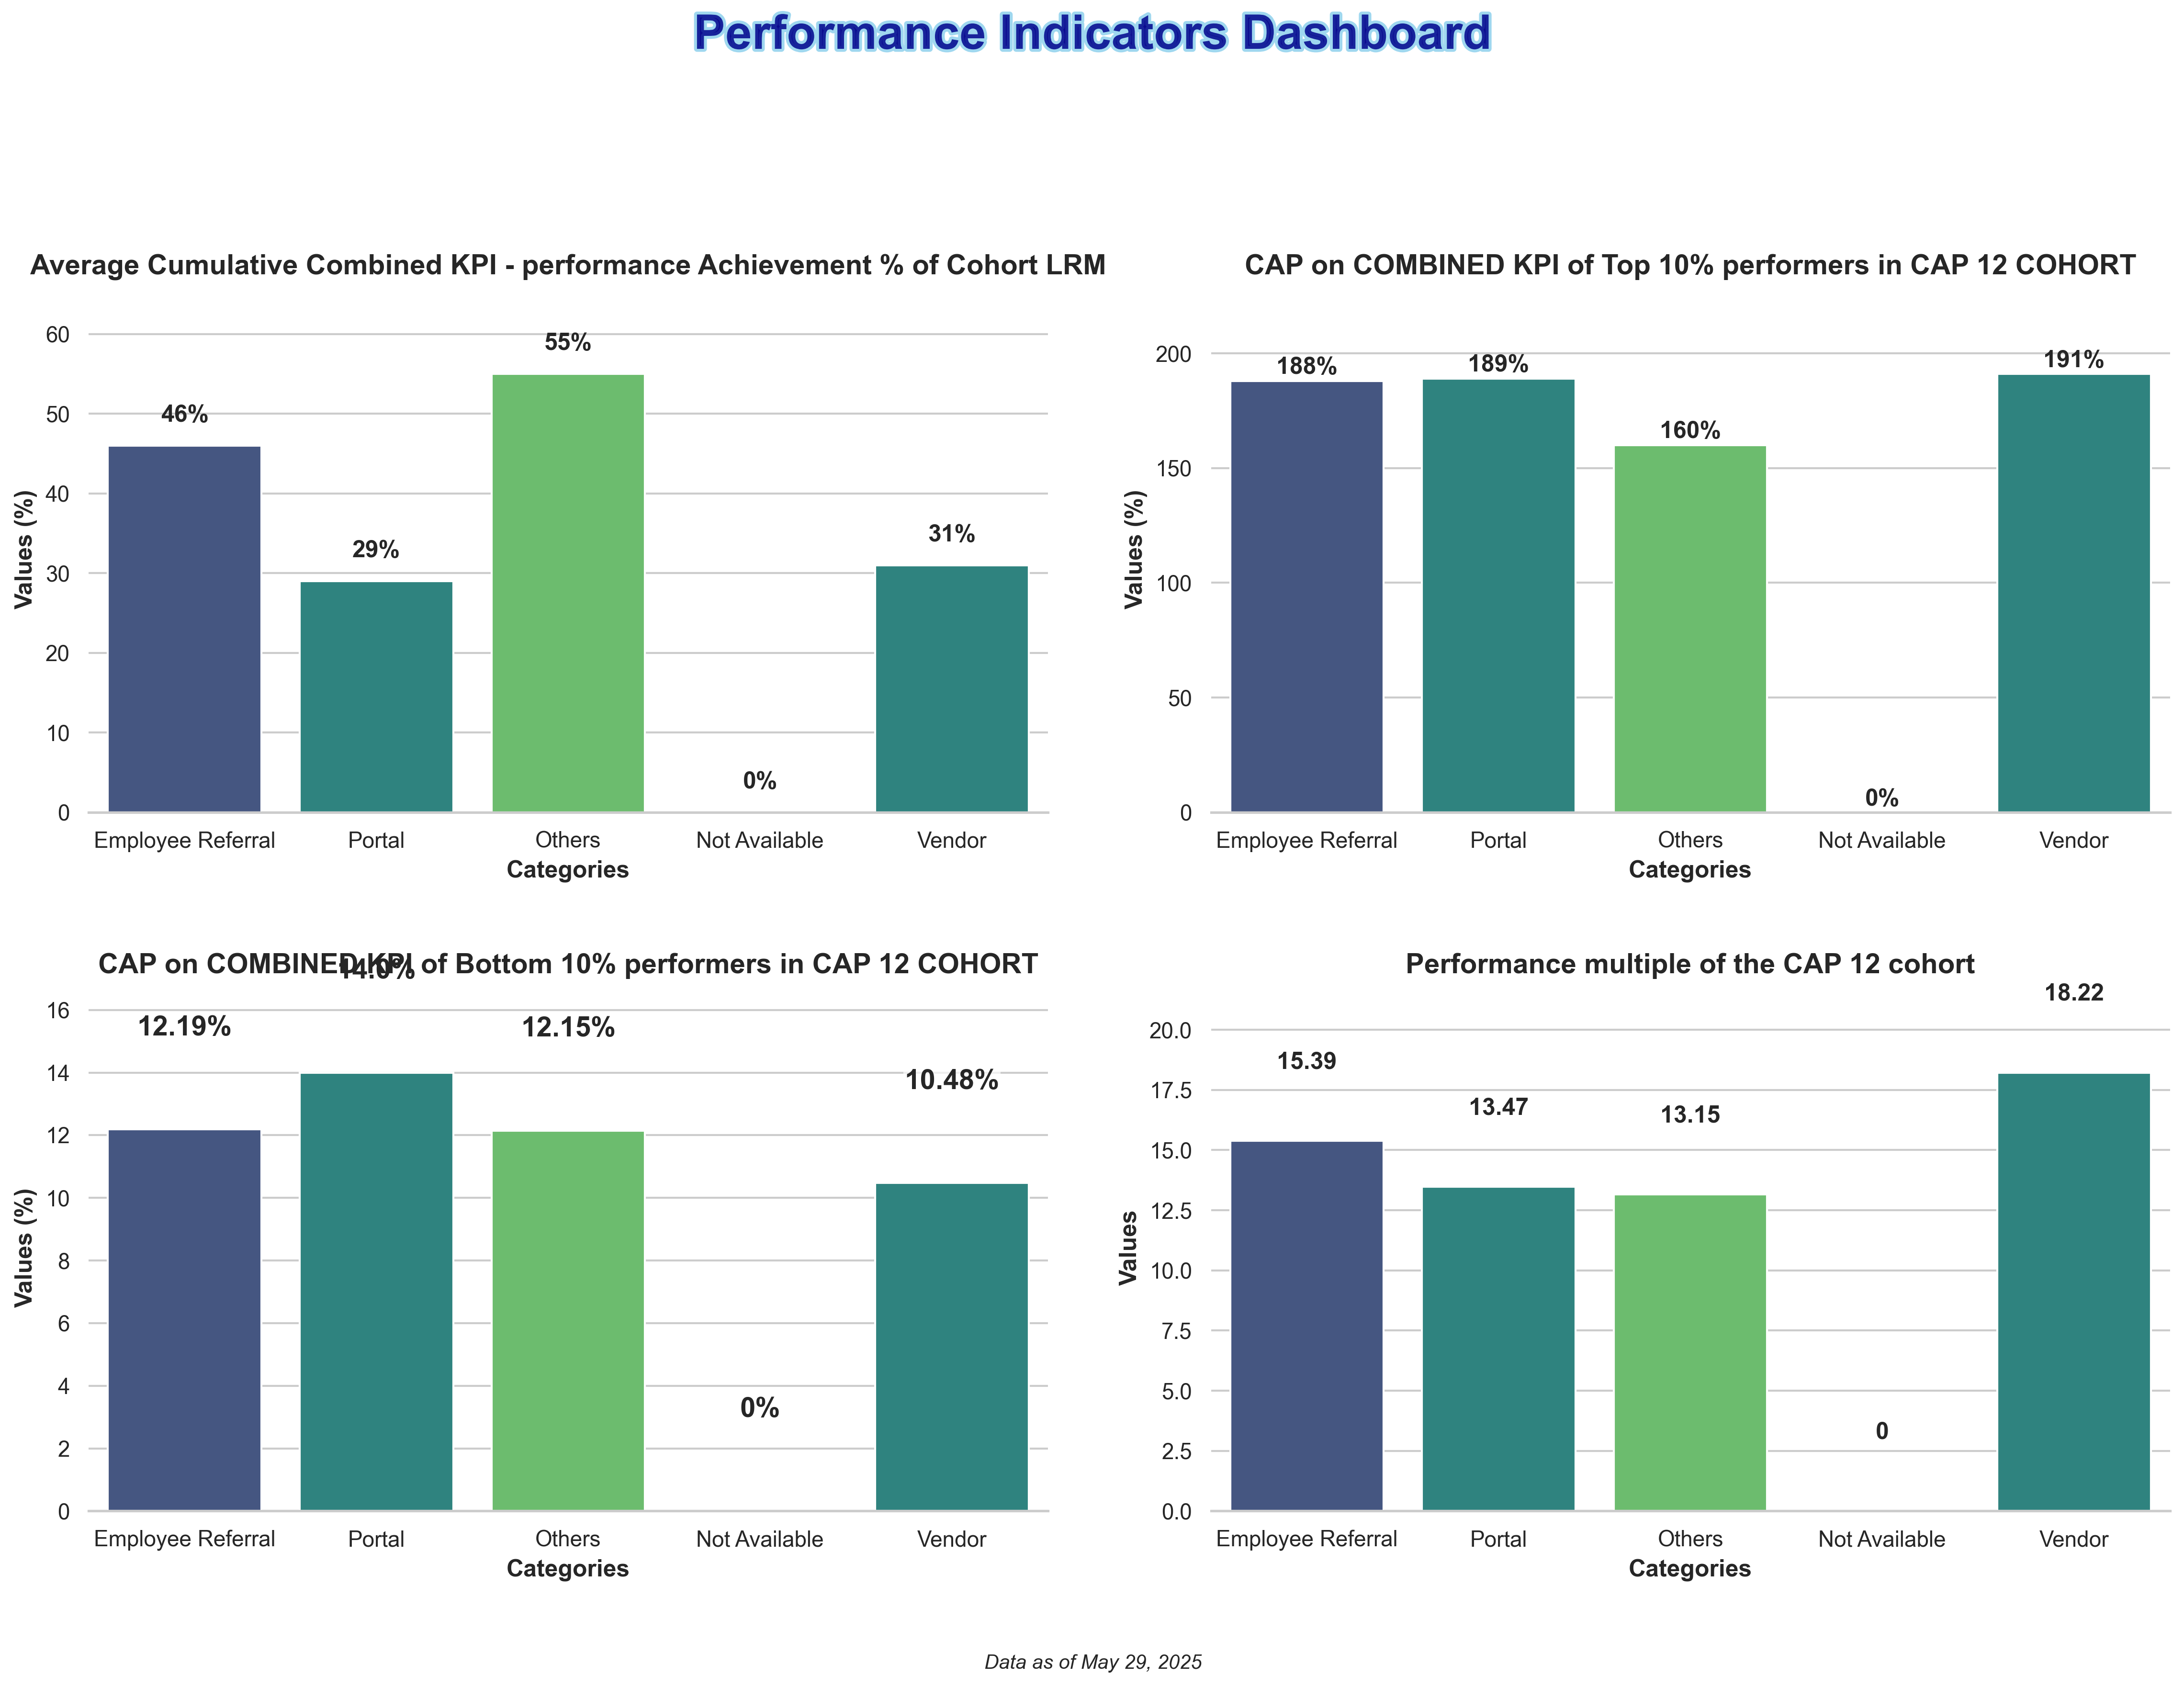 Performance Indicators Dashboard
Average Cumulative Combined KPI - performance Achievement % of Cohort LRM
Values (%)
60
50
40
30
20
10
0
46%
29%
55%
0%
31%
Employee Referral Portal Others Not Available Vendor
Categories
CAP on COMBINED KPI of Top 10% performers in CAP 12 COHORT
Values (%)
200
150
100
50
0
188%
189%
160%
0%
191%
Employee Referral Portal Others Not Available Vendor
Categories
CAP on COMBINED KPI of Bottom 10% performers in CAP 12 COHORT
Values (%)
16
14
12
10
8
6
4
2
0
12.19%
14.0%
12.15%
0%
10.48%
Employee Referral Portal Others Not Available Vendor
Categories
Performance multiple of the CAP 12 cohort
Values
20.0
17.5
15.0
12.5
10.0
7.5
5.0
2.5
0.0
15.39
13.47
13.15
0
18.22
Employee Referral Portal Others Not Available Vendor
Categories
Data as of May 29, 2025